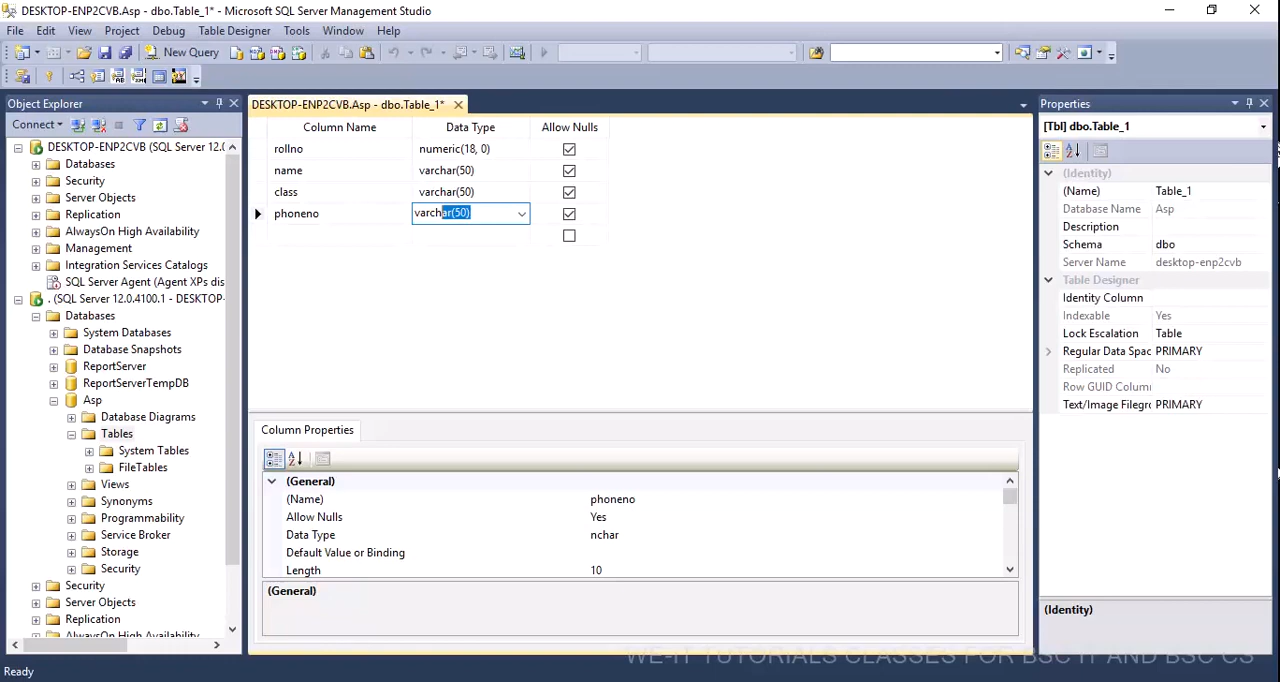 DESKTOP-ENP2CVB.Asp - dbo.Table_1* - Microsoft SQL Server Management Studio
File Edit View Project Debug Table Designer Tools Window Help
New Query
Object Explorer
Connect
DESKTOP-ENP2CVB (SQL Server 12.0
Databases
Security
Server Objects
Replication
AlwaysOn High Availability
Management
Integration Services Catalogs
SQL Server Agent (Agent XPs dis
. (SQL Server 12.0.4100.1 - DESKTOP-
Databases
System Databases
Database Snapshots
ReportServer
ReportServerTempDB
Asp
Database Diagrams
Tables
System Tables
FileTables
Views
Synonyms
Programmability
Service Broker
Storage
Security
Security
Server Objects
Replication
AlwaysOn High Availability
DESKTOP-ENP2CVB.Asp - dbo.Table_1*
Column Name Data Type Allow Nulls
rollno numeric(18, 0)
name varchar(50)
class varchar(50)
phoneno varchar(50)
Column Properties
(General)
(Name) phoneno
Allow Nulls Yes
Data Type nchar
Default Value or Binding
Length 10
(General)
Properties
[Tbl] dbo.Table_1
(Identity)
(Name) Table_1
Database Name Asp
Description
Schema dbo
Server Name desktop-enp2cvb
Table Designer
Identity Column
Indexable Yes
Lock Escalation Table
Regular Data Spac PRIMARY
Replicated No
Row GUID Column
Text/Image Filegro PRIMARY
(Identity)
WE-IT TUTORIALS CLASSES FOR BSC IT AND BSC CS
Ready